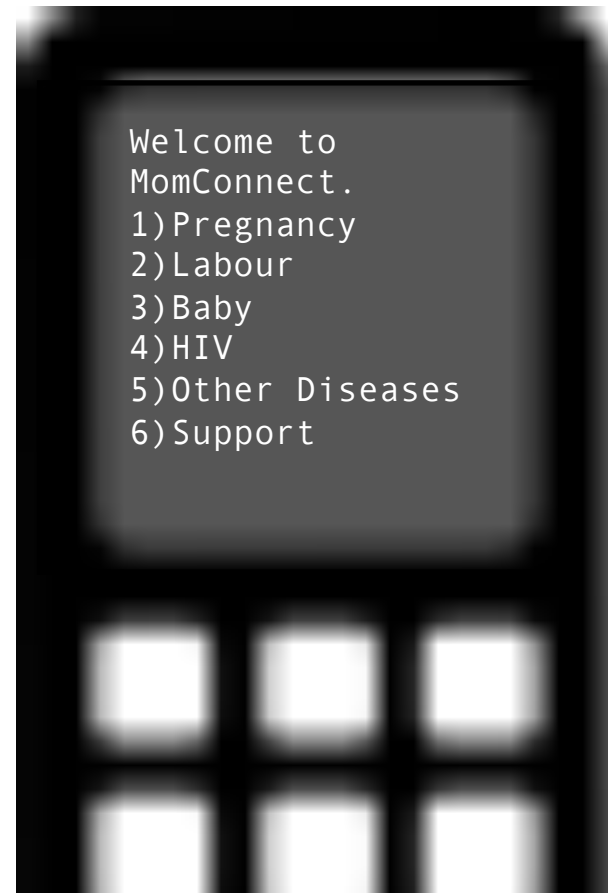 Welcome to
MomConnect.
1)Pregnancy
2)Labour
3)Baby
4)HIV
5)Other Diseases
6)Support